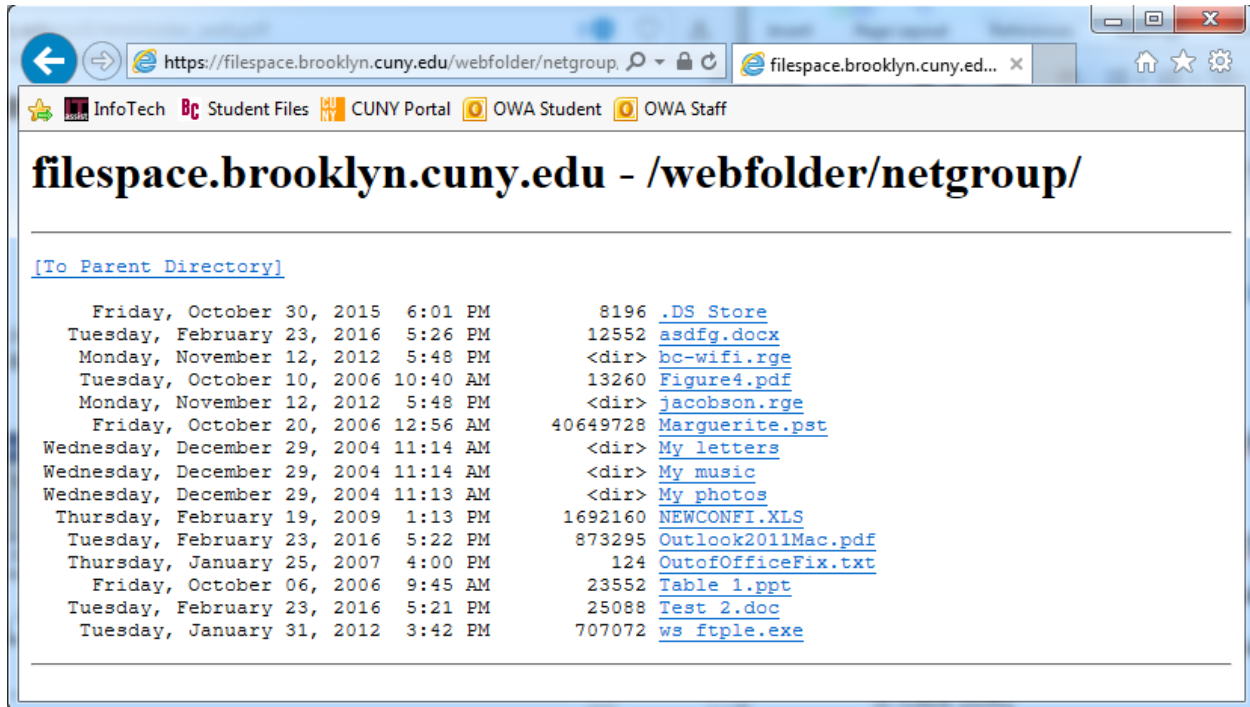 https://filespace.brooklyn.cuny.edu/webfolder/netgroup,
filespace.brooklyn.cuny.ed...
InfoTech Student Files CUNY Portal OWA Student OWA Staff
filespace.brooklyn.cuny.edu - /webfolder/netgroup/
[To Parent Directory]
Friday, October 30, 2015 6:01 PM 8196 .DS_Store
Tuesday, February 23, 2016 5:26 PM 12552 asdfg.docx
Monday, November 12, 2012 5:48 PM <dir> bc-wifi.rge
Tuesday, October 10, 2006 10:40 AM 13260 Figure4.pdf
Monday, November 12, 2012 5:48 PM <dir> jacobson.rge
Friday, October 20, 2006 12:56 AM 40649728 Marguerite.pst
Wednesday, December 29, 2004 11:14 AM <dir> My letters
Wednesday, December 29, 2004 11:14 AM <dir> My music
Wednesday, December 29, 2004 11:13 AM <dir> My photos
Thursday, February 19, 2009 1:13 PM 1692160 NEWCONFI.XLS
Tuesday, February 23, 2016 5:22 PM 873295 Outlook2011Mac.pdf
Thursday, January 25, 2007 4:00 PM 124 OutofOfficeFix.txt
Friday, October 06, 2006 9:45 AM 23552 Table 1.ppt
Tuesday, February 23, 2016 5:21 PM 25088 Test 2.doc
Tuesday, January 31, 2012 3:42 PM 707072 ws_ftple.exe